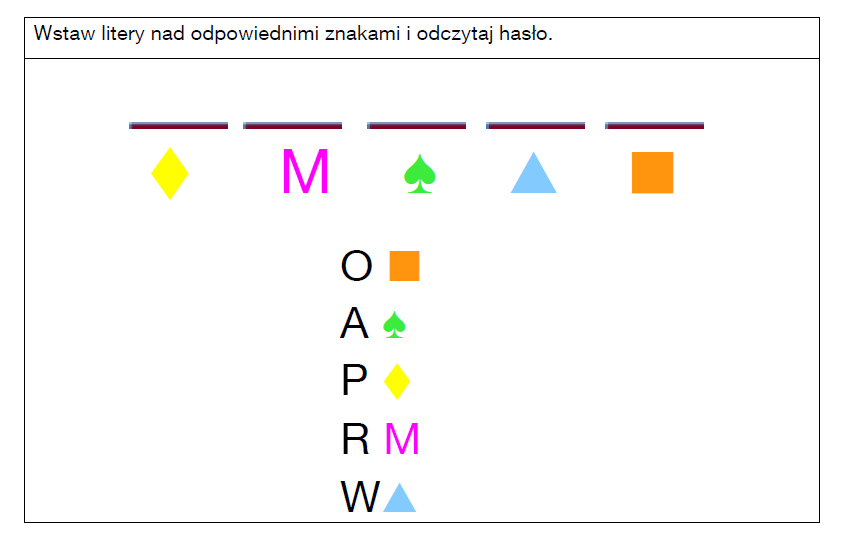 Wstaw litery nad odpowiednimi znakami i odczytaj hasło.
♦ M ♠ ▲ ■
O ■
A ♠
P ♦
R M
W ▲